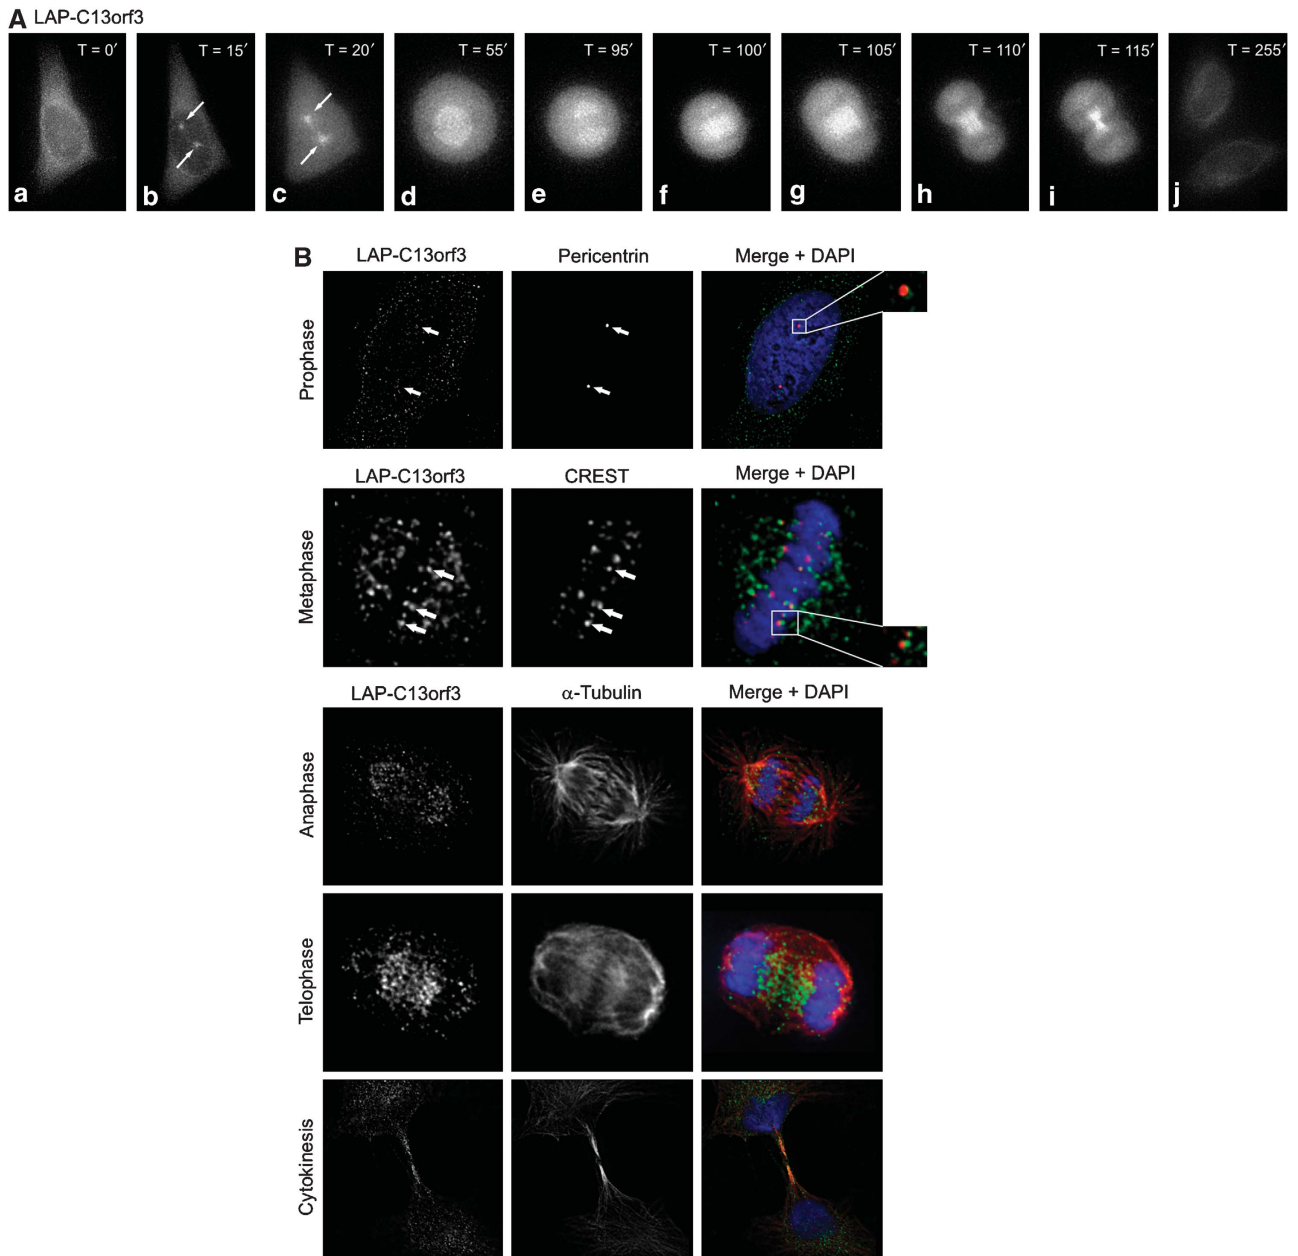 A LAP-C13orf3
T = 0′ T = 15′ T = 20′ T = 55′ T = 95′ T = 100′ T = 105′ T = 110′ T = 115′ T = 255′
a b c d e f g h i j
B LAP-C13orf3 Pericentrin Merge + DAPI
Prophase
LAP-C13orf3 CREST Merge + DAPI
Metaphase
LAP-C13orf3 α-Tubulin Merge + DAPI
Anaphase
Telophase
Cytokinesis